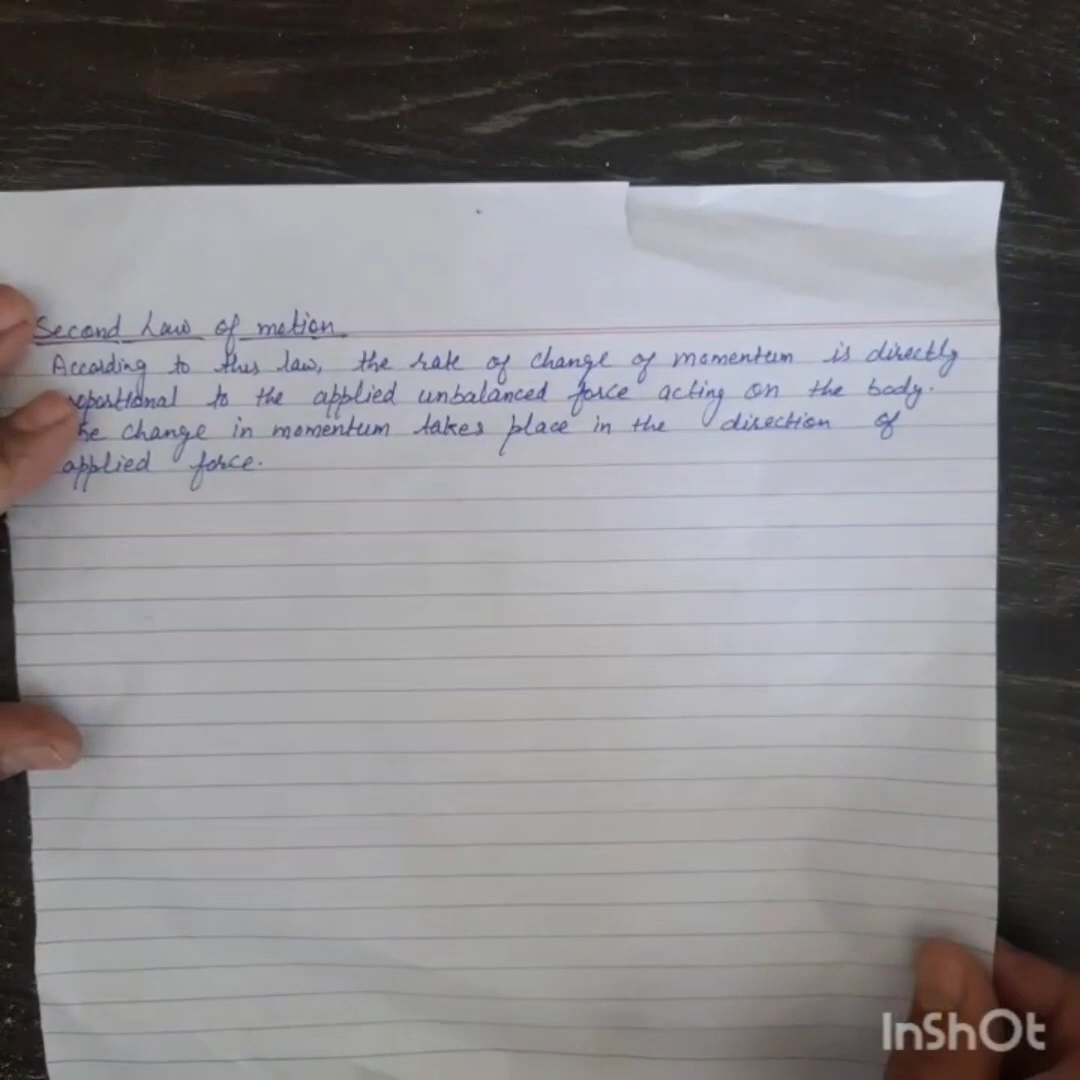 Second Law of motion
According to this law, the rate of change of momentum is directly
to the applied unbalanced force acting on the body.
change in momentum takes place in the direction of
applied force.
InShOt